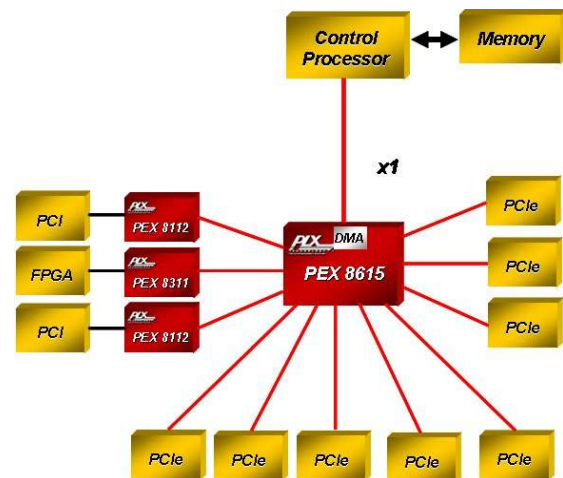 Control
Processor
Memory
x1
PCI
PLX
PEX 8112
PCIe
PLX
DMA
PEX 8615
FPGA
PLX
PEX 8311
PCIe
PCI
PLX
PEX 8112
PCIe
PCIe
PCIe
PCIe
PCIe
PCIe